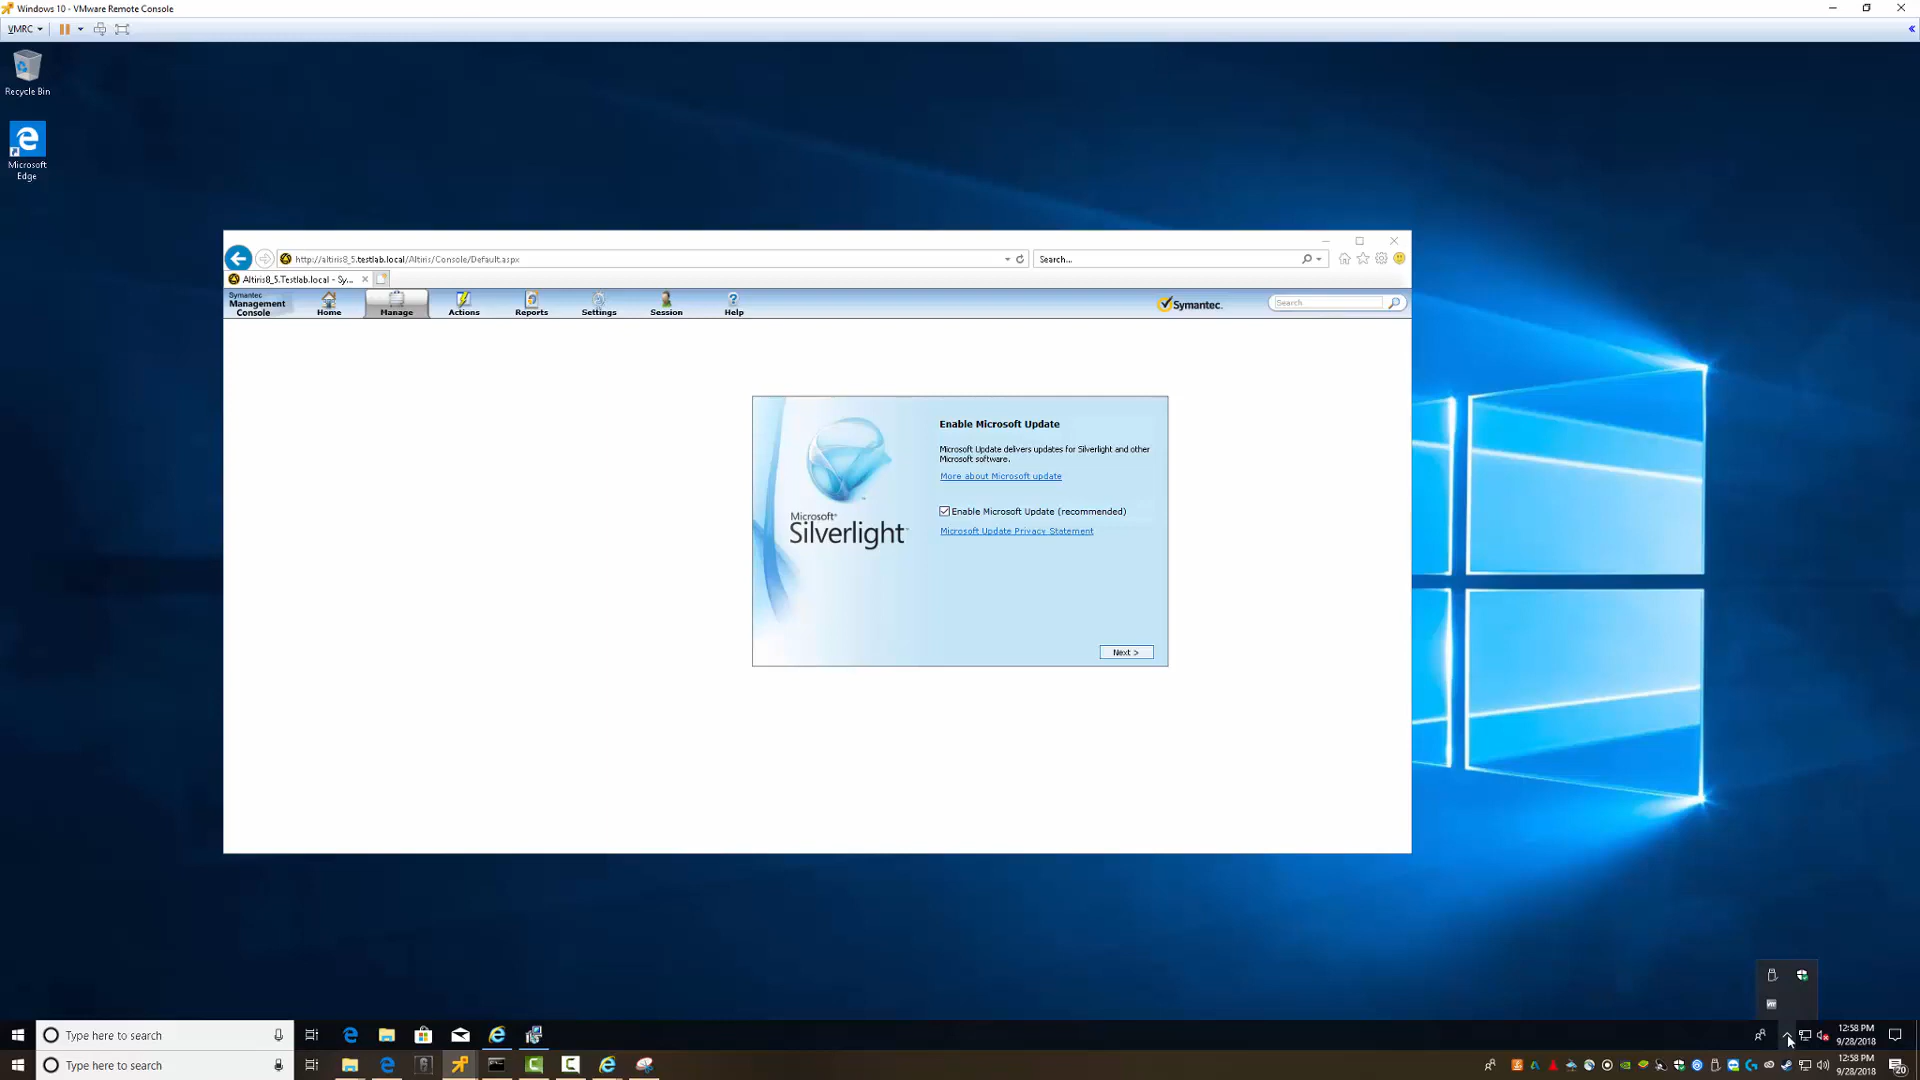 Windows 10 - VMware Remote Console
VMRC
Recycle Bin
Microsoft
Edge
http://altiris8_5.testlab.local/Altiris/Console/Default.aspx
Search...
Altiris8_5.Testlab.local - Sy...
Symantec
Management
Console
Home
Manage
Actions
Reports
Settings
Session
Help
Symantec.
Search
Enable Microsoft Update
Microsoft Update delivers updates for Silverlight and other
Microsoft software.
More about Microsoft update
Enable Microsoft Update (recommended)
Microsoft Update Privacy Statement
Microsoft®
Silverlight™
Next >
Type here to search
12:58 PM
9/28/2018
Type here to search
12:58 PM
9/28/2018
20